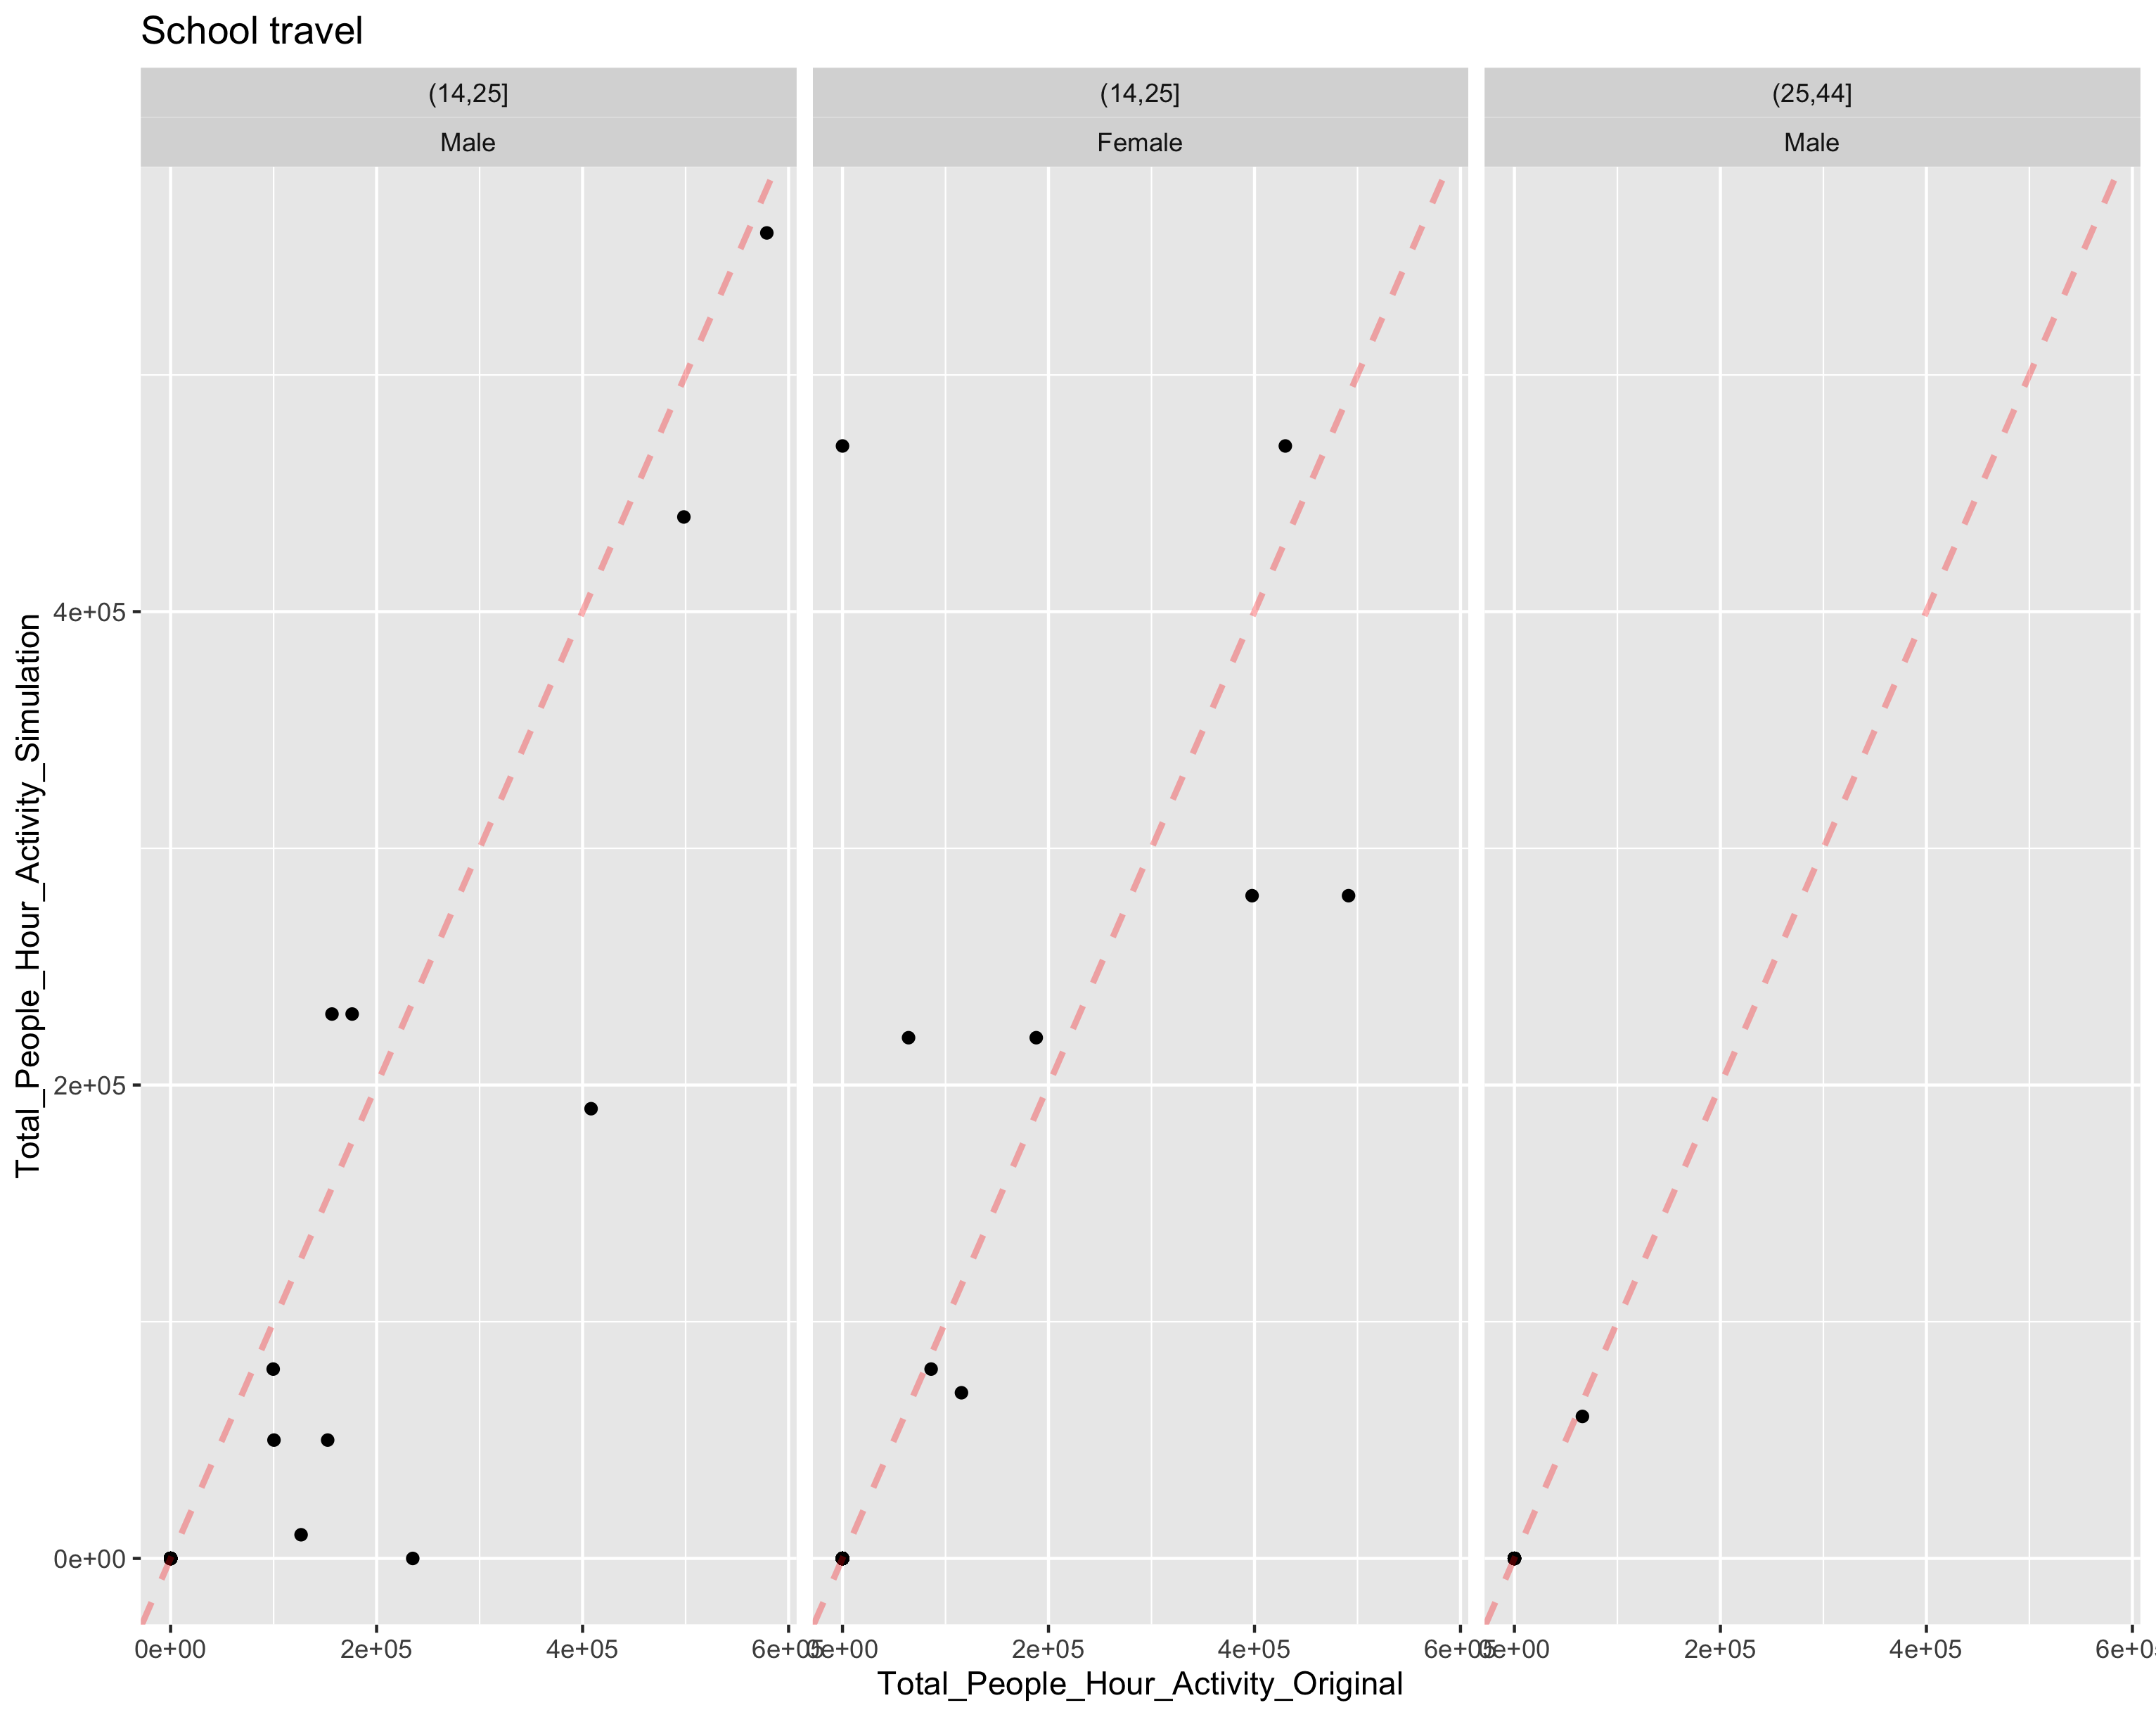 School travel
(14,25]
(14,25]
(25,44]
Male
Female
Male
Total_People_Hour_Activity_Simulation
4e+05
2e+05
0e+00
0e+00 2e+05 4e+05 6e+05 0e+00 2e+05 4e+05 6e+05 0e+00 2e+05 4e+05 6e+0
Total_People_Hour_Activity_Original